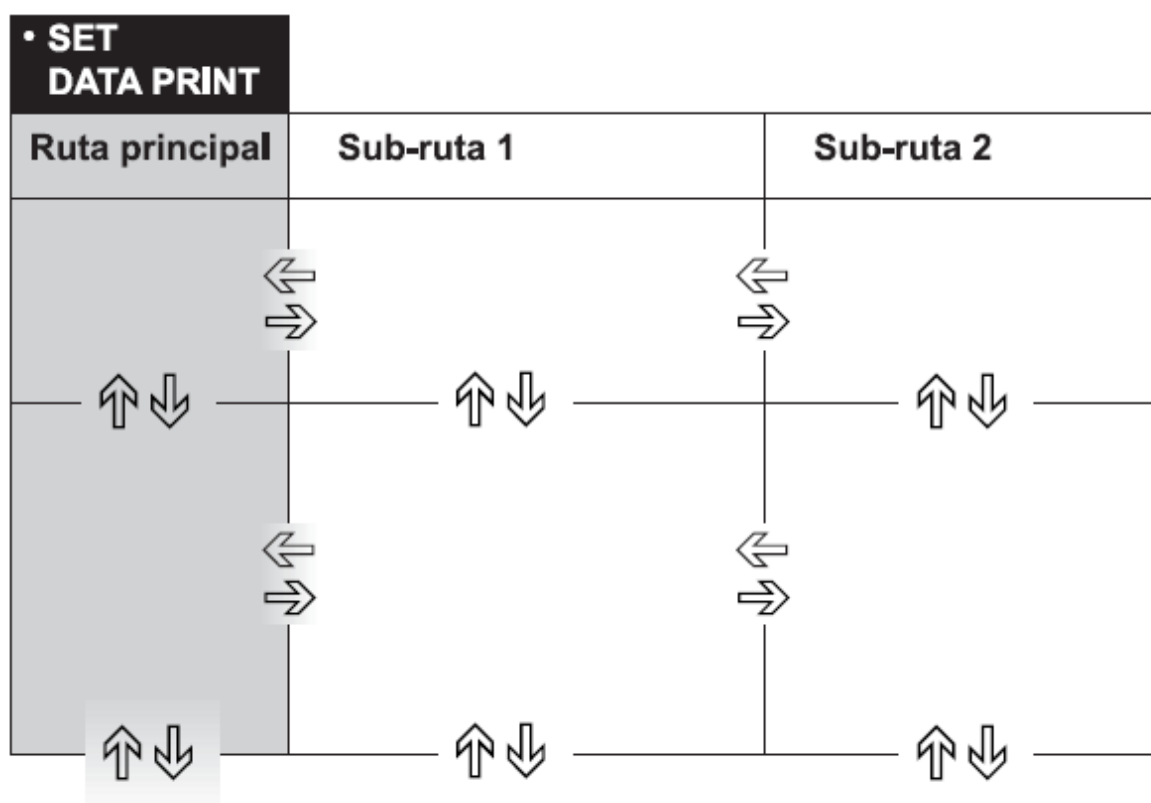 • SET
DATA PRINT
Ruta principal
Sub-ruta 1
Sub-ruta 2